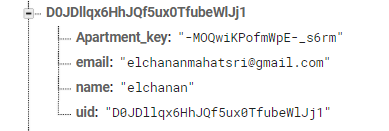 D0JDllqx6HhJQf5ux0TfubeWlJj1
Apartment_key: "-MOQwiKPofmWpE-_s6rm"
email: "elchananmahatsri@gmail.com"
name: "elchanan"
uid: "D0JDllqx6HhJQf5ux0TfubeWlJj1"